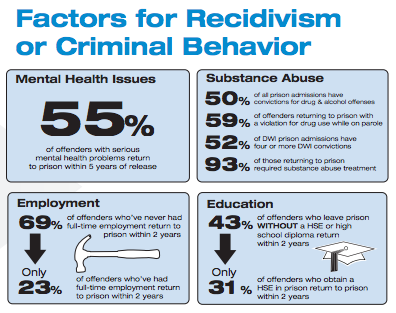 Factors for Recidivism
or Criminal Behavior
Mental Health Issues
55%
of offenders with serious
mental health problems return
to prison within 5 years of release
Substance Abuse
50% of all prison admissions have
convictions for drug & alcohol offenses
59% of offenders returning to prison with
a violation for drug use while on parole
52% of DWI prison admissions have
four or more DWI convictions
93% of those returning to prison
required substance abuse treatment
Employment
69% of offenders who've never had
full-time employment return to
prison within 2 years
Only
23% of offenders who've had
full-time employment return
to prison within 2 years
Education
43% of offenders who leave prison
WITHOUT a HSE or high
school diploma return
within 2 years
Only
31% of offenders who obtain a
HSE in prison return to prison
within 2 years